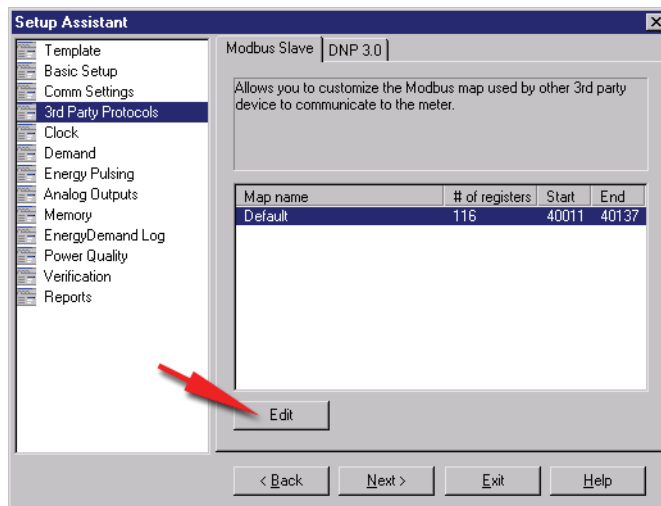 Setup Assistant
Template
Basic Setup
Comm Settings
3rd Party Protocols
Clock
Demand
Energy Pulsing
Analog Outputs
Memory
EnergyDemand Log
Power Quality
Verification
Reports
Modbus Slave DNP 3.0
Allows you to customize the Modbus map used by other 3rd party
device to communicate to the meter.
Map name # of registers Start End
Default 116 40011 40137
Edit
< Back Next > Exit Help